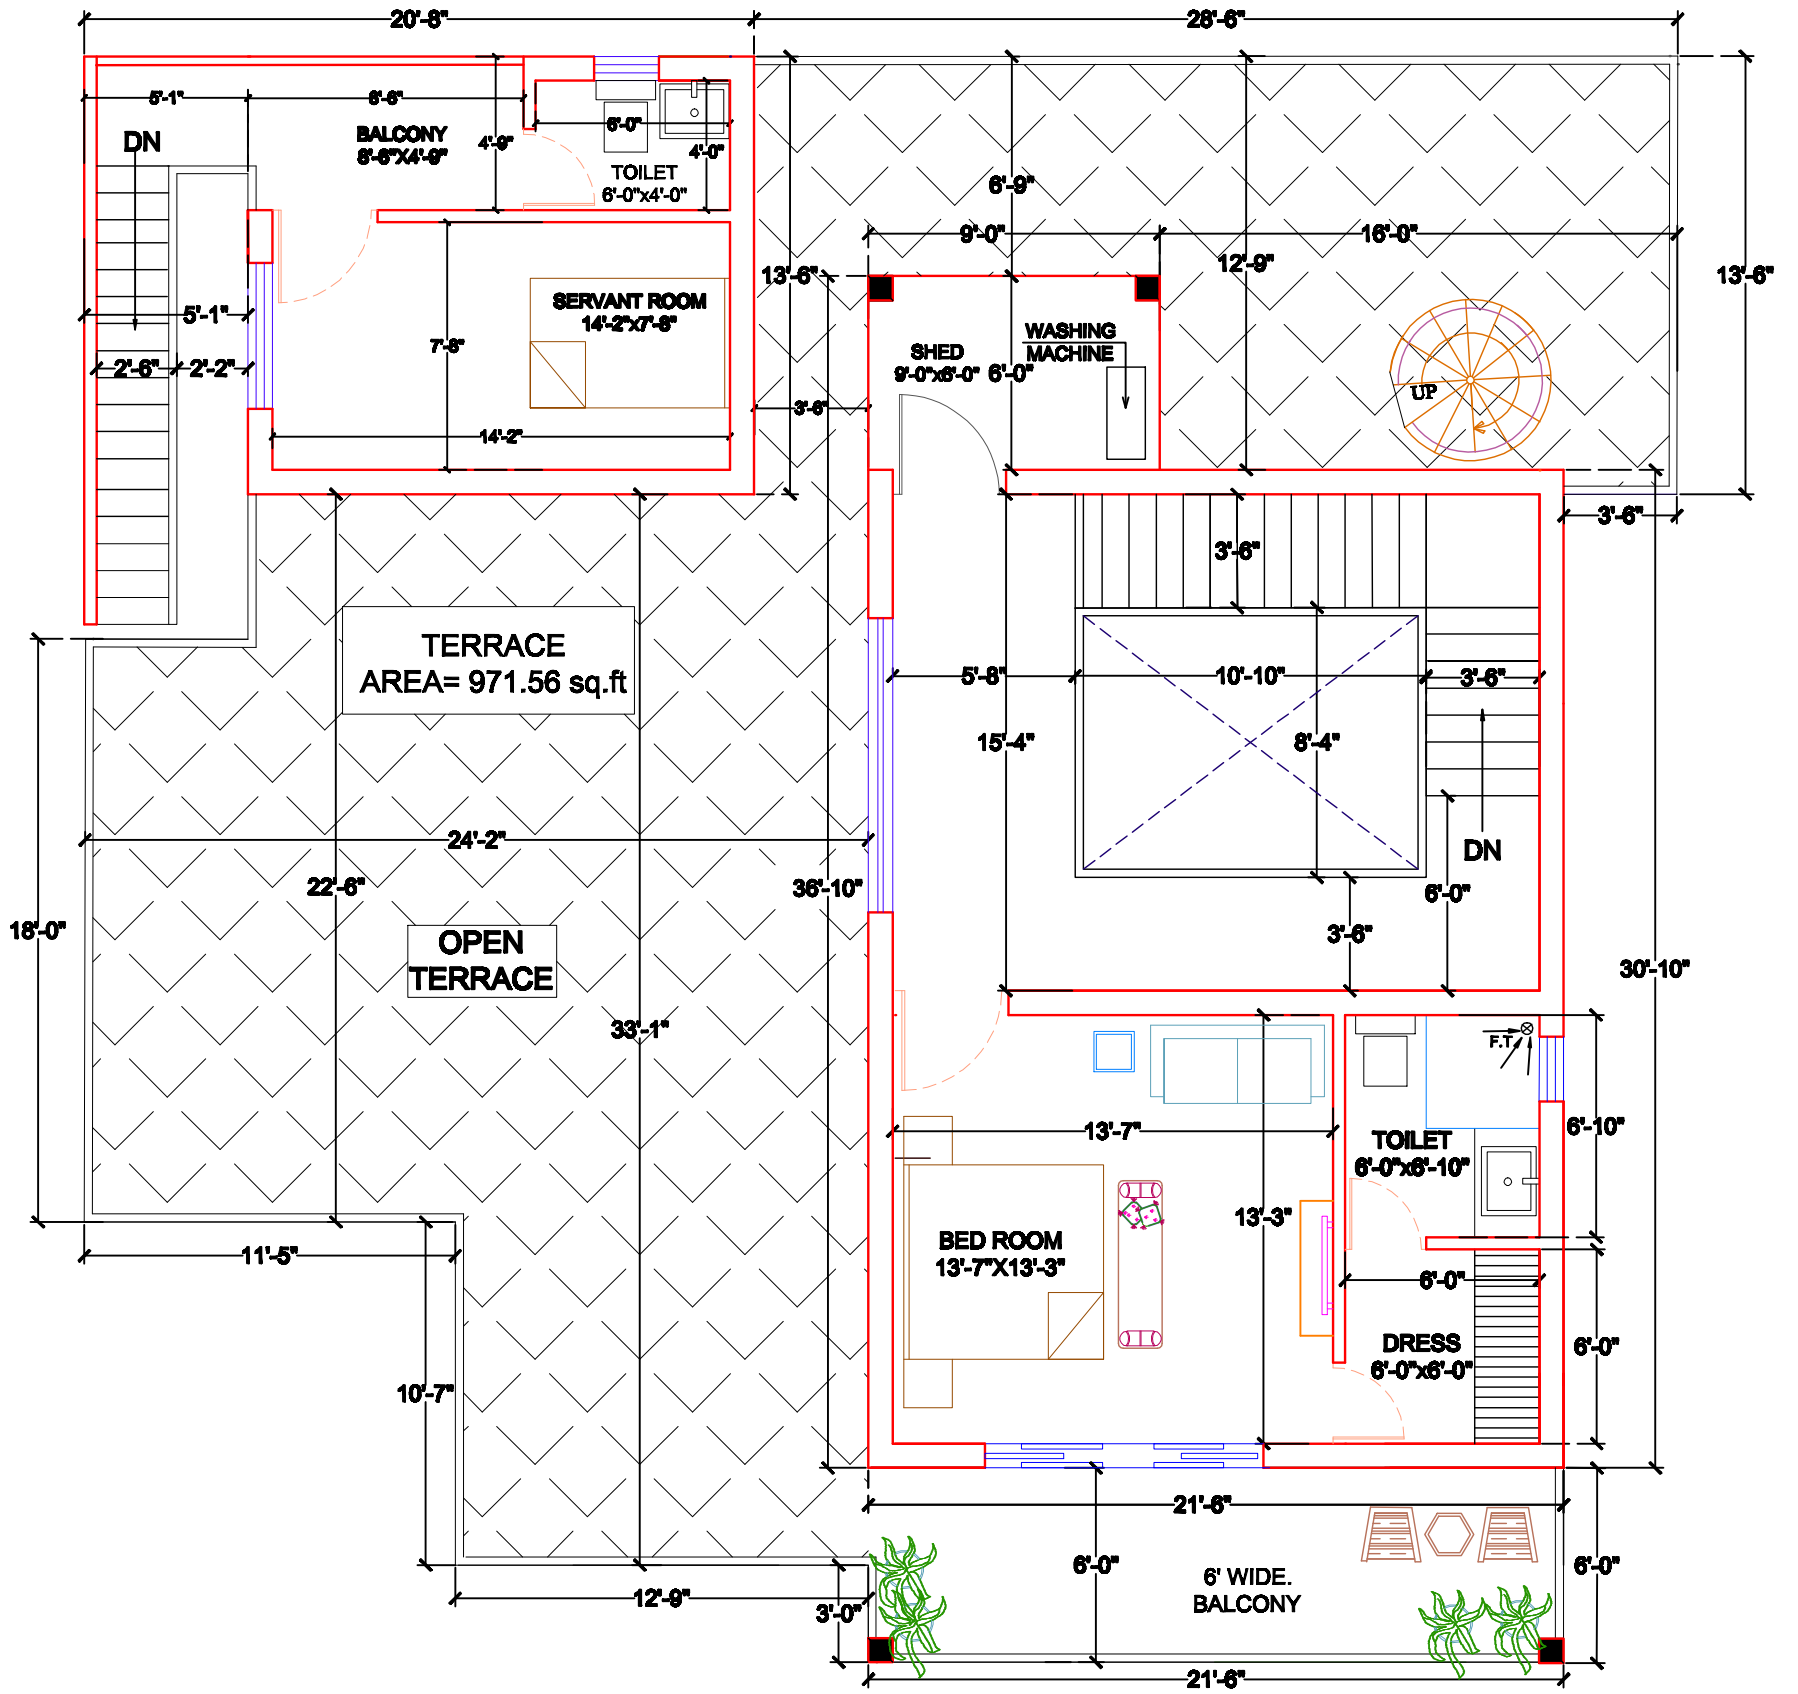 20'-8"
28'-6"
5'-1"
8'-6"
DN
BALCONY
8'-6"X4'-9"
4'-9"
6'-0"
4'-0"
TOILET
6'-0"x4'-0"
6'-9"
9'-0"
16'-0"
12'-9"
13'-6"
13'-6"
5'-1"
SERVANT ROOM
14'-2"x7'-8"
7'-8"
2'-6"
2'-2"
14'-2"
WASHING
MACHINE
SHED
9'-0"x6'-0"
6'-0"
3'-6"
UP
3'-6"
3'-6"
TERRACE
AREA= 971.56 sq.ft
5'-8"
10'-10"
3'-6"
15'-4"
8'-4"
24'-2"
DN
22'-6"
36'-10"
6'-0"
18'-0"
OPEN
TERRACE
3'-6"
30'-10"
33'-1"
F.T.
13'-7"
6'-10"
TOILET
6'-0"x6'-10"
13'-3"
BED ROOM
13'-7"X13'-3"
11'-5"
6'-0"
DRESS
6'-0"x6'-0"
6'-0"
10'-7"
21'-6"
6'-0"
6'-0"
6' WIDE.
BALCONY
12'-9"
3'-0"
21'-6"